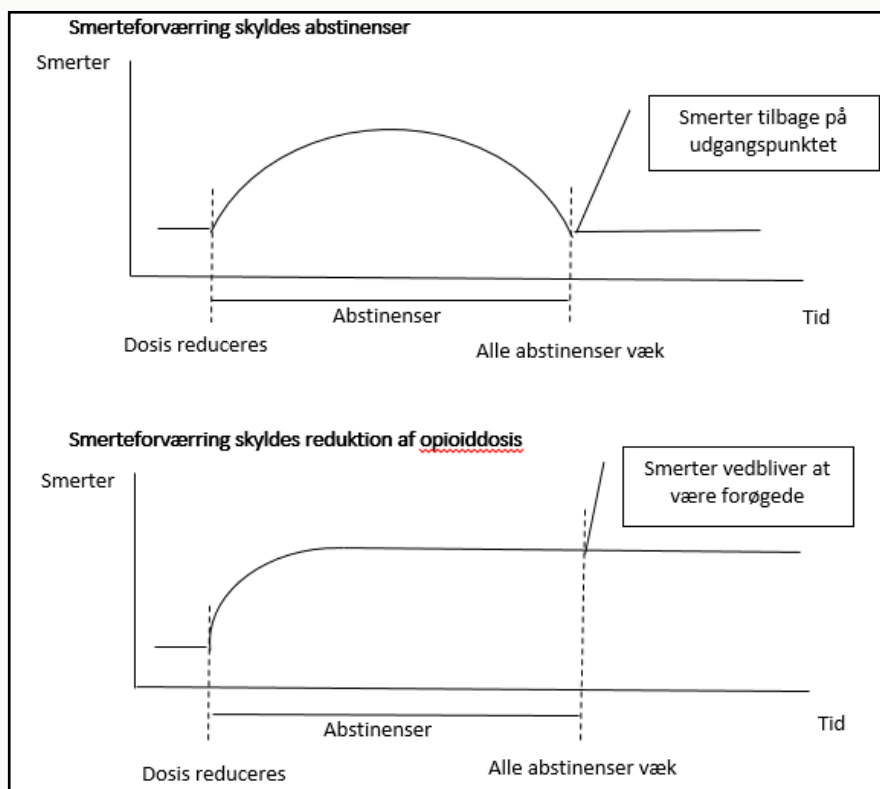 Smerteforværring skyldes abstinenser
Smerter
Smerter tilbage på
udgangspunktet
Abstinenser
Tid
Dosis reduceres
Alle abstinenser væk
Smerteforværring skyldes reduktion af opioiddosis
Smerter
Smerter vedbliver at
være forøgede
Abstinenser
Tid
Dosis reduceres
Alle abstinenser væk